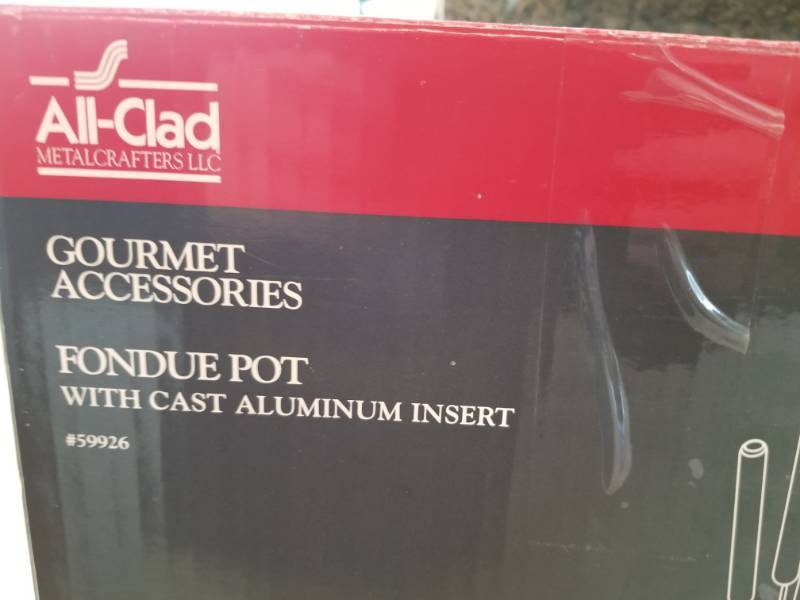 All-Clad
METALCRAFTERS LLC
GOURMET
ACCESSORIES
FONDUE POT
WITH CAST ALUMINUM INSERT
#59926